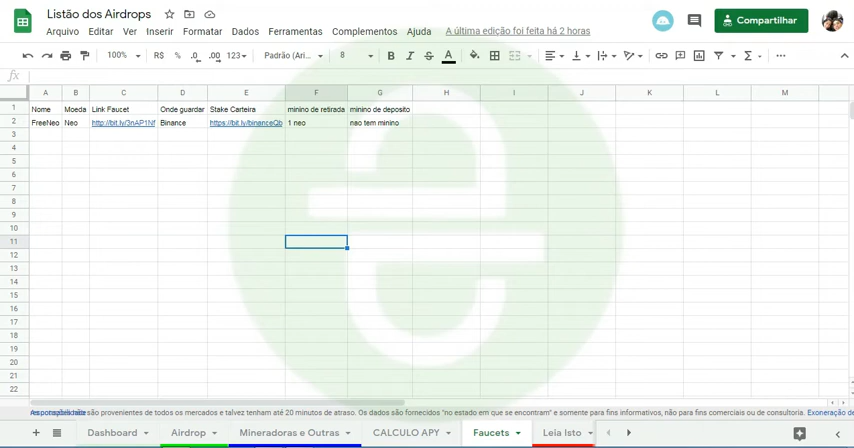 Listão dos Airdrops
Arquivo Editar Ver Inserir Formatar Dados Ferramentas Complementos Ajuda A última edição foi feita há 2 horas
Compartilhar
100% R$ % .0 .00 123 Padrão (Ari... 8 B I S A
fx
A B C D E F G H I J K L M
1 Nome Moeda Link Faucet Onde guardar Stake Carteira minino de retirada minino de deposito
2 FreeNeo Neo http://bit.ly/3nAP1Nf Binance https://bit.ly/binanceQb 1 neo nao tem minino
3
4
5
6
7
8
9
10
11
12
13
14
15
16
17
18
19
20
21
22
não são provenientes de todos os mercados e talvez tenham até 20 minutos de atraso. Os dados são fornecidos "no estado em que se encontram" e somente para fins informativos, não para fins comerciais ou de consultoria. Exoneração de
Dashboard Airdrop Mineradoras e Outras CALCULO APY Faucets Leia Isto